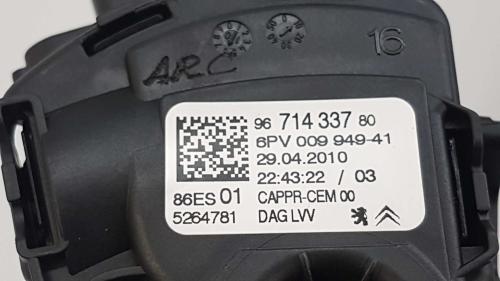 16
ARC
96 714 337 80
6PV 009 949-41
29.04.2010
22:43:22 / 03
86ES 01 CAPPR-CEM 00
5264781 DAG LVV